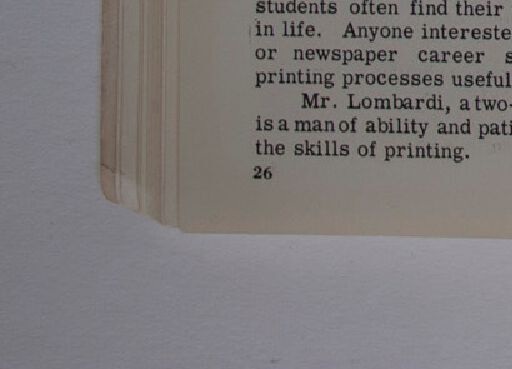 students often find their
in life. Anyone intereste
or newspaper career s
printing processes useful
Mr. Lombardi, a two-
is a man of ability and pati
the skills of printing.
26